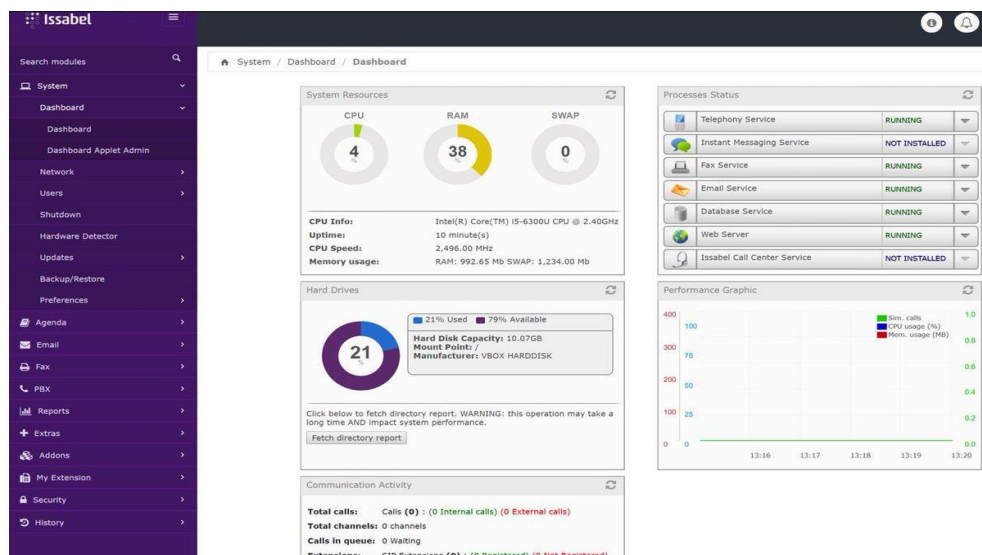 Issabel
Search modules
System
Dashboard
Dashboard
Dashboard Applet Admin
Network
Users
Shutdown
Hardware Detector
Updates
Backup/Restore
Preferences
Agenda
Email
Fax
PBX
Reports
Extras
Addons
My Extension
Security
History
System / Dashboard / Dashboard
System Resources
CPU RAM SWAP
4 % 38 % 0 %
CPU Info: Intel(R) Core(TM) i5-6300U CPU @ 2.40GHz
Uptime: 10 minute(s)
CPU Speed: 2,496.00 MHz
Memory usage: RAM: 992.65 Mb SWAP: 1,234.00 Mb
Hard Drives
21% Used 79% Available
21 %
Hard Disk Capacity: 10.07GB
Mount Point: /
Manufacturer: VBOX HARDDISK
Click below to fetch directory report. WARNING: this operation may take a
long time AND impact system performance.
Fetch directory report
Communication Activity
Total calls: Calls (0) : (0 Internal calls) (0 External calls)
Total channels: 0 channels
Calls in queue: 0 Waiting
Extensions: SIP Extensions (0) : (0 Registered) (0 Not Registered)
Processes Status
Telephony Service RUNNING
Instant Messaging Service NOT INSTALLED
Fax Service RUNNING
Email Service RUNNING
Database Service RUNNING
Web Server RUNNING
Issabel Call Center Service NOT INSTALLED
Performance Graphic
400 100 1.0
Sim. calls
CPU usage (%)
Mem. usage (MB)
300 75 0.8
0.6
200 50 0.4
100 25 0.2
0 0 0.0
13:16 13:17 13:18 13:19 13:20